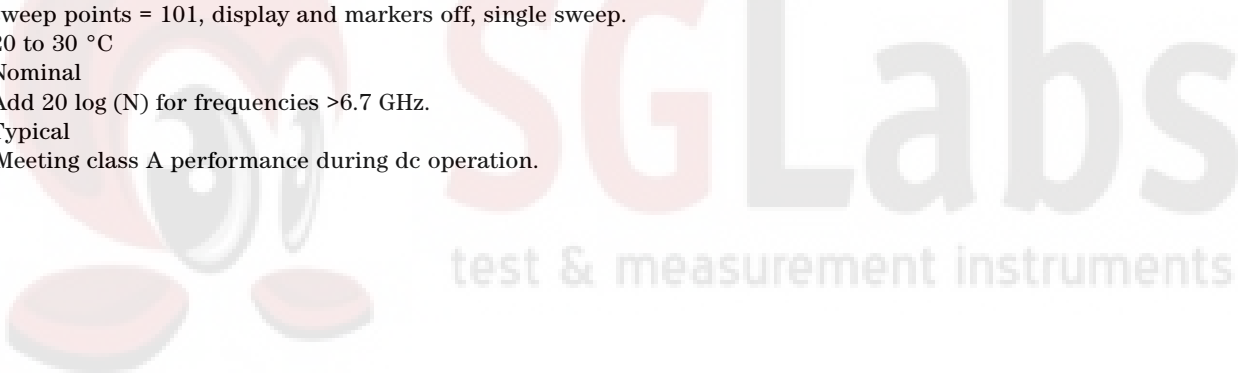 weep points = 101, display and markers off, single sweep.
20 to 30 °C
Nominal
Add 20 log (N) for frequencies >6.7 GHz.
Typical
Meeting class A performance during dc operation.
SGLabs
test & measurement instruments